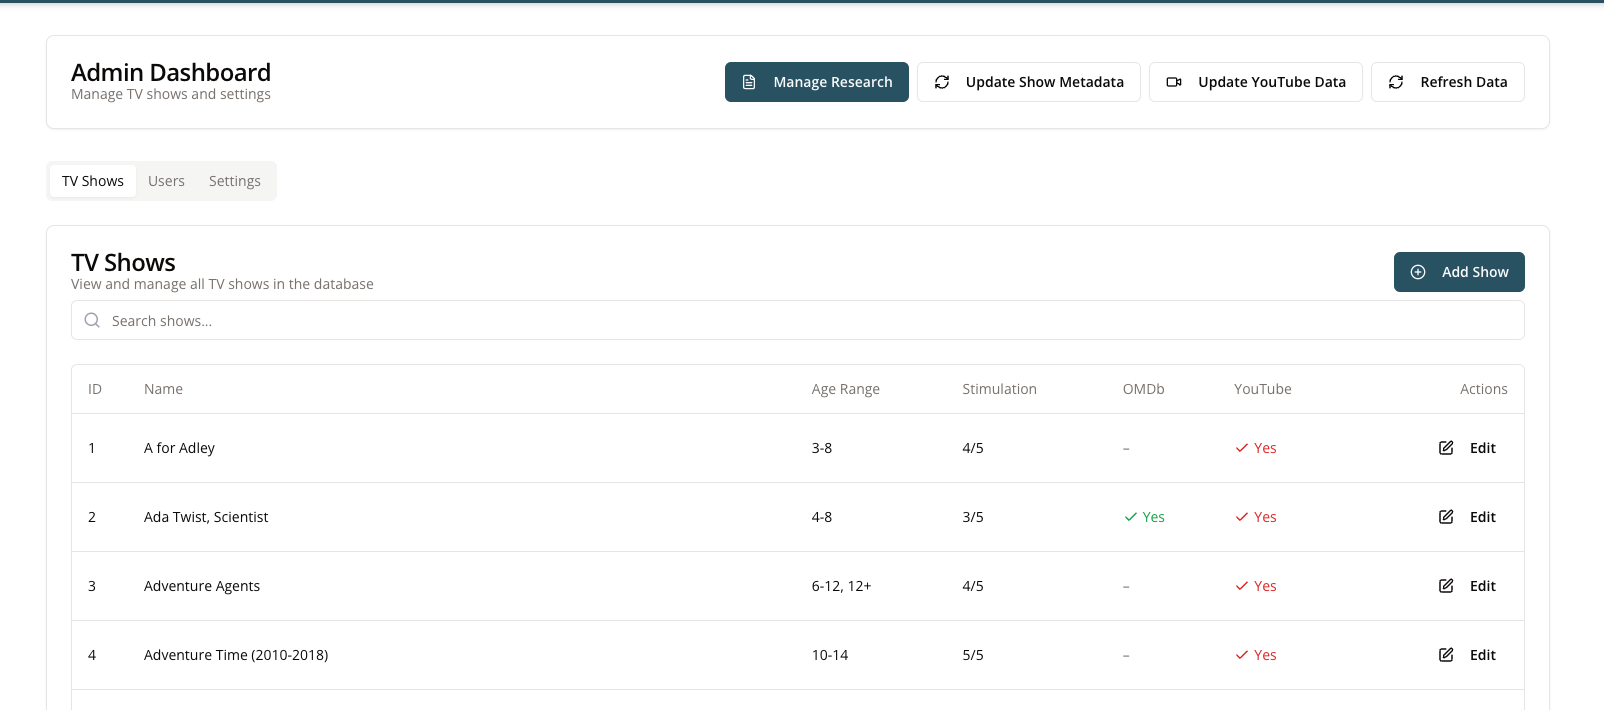 Admin Dashboard
Manage TV shows and settings
Manage Research
Update Show Metadata
Update YouTube Data
Refresh Data
TV Shows Users Settings
TV Shows
View and manage all TV shows in the database
Add Show
Search shows...
ID Name Age Range Stimulation OMDb YouTube Actions
1 A for Adley 3-8 4/5 – Yes Edit
2 Ada Twist, Scientist 4-8 3/5 Yes Yes Edit
3 Adventure Agents 6-12, 12+ 4/5 – Yes Edit
4 Adventure Time (2010-2018) 10-14 5/5 – Yes Edit